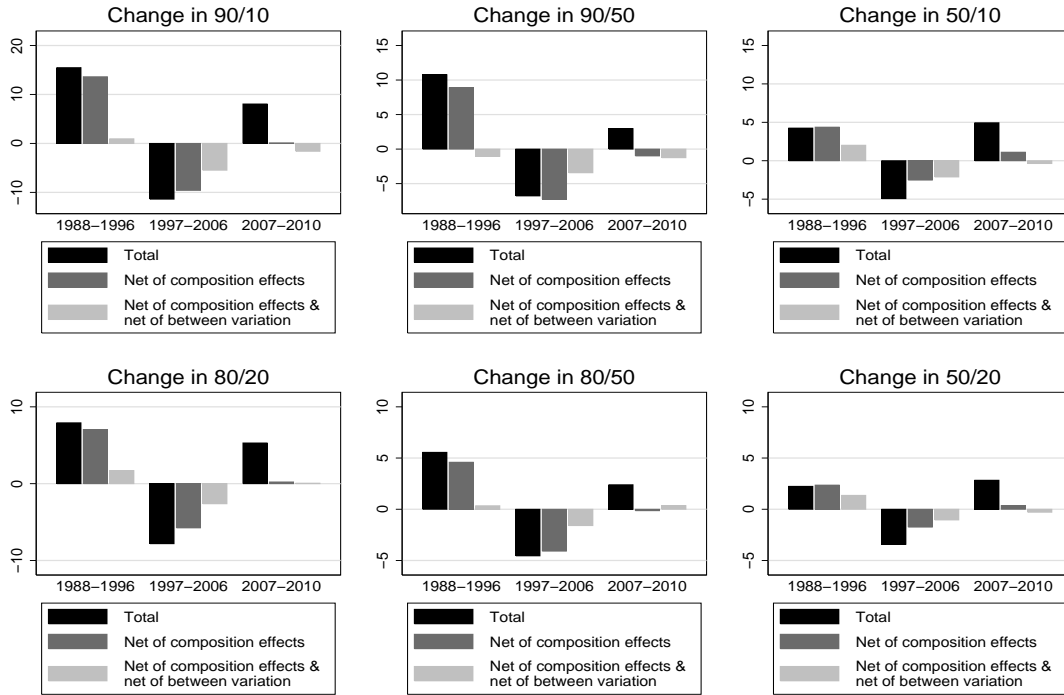 Change in 90/10
20
10
0
−10
1988−1996 1997−2006 2007−2010
Total
Net of composition effects
Net of composition effects &
net of between variation
Change in 90/50
15
10
5
0
−5
1988−1996 1997−2006 2007−2010
Total
Net of composition effects
Net of composition effects &
net of between variation
Change in 50/10
15
10
5
0
−5
1988−1996 1997−2006 2007−2010
Total
Net of composition effects
Net of composition effects &
net of between variation
Change in 80/20
10
0
−10
1988−1996 1997−2006 2007−2010
Total
Net of composition effects
Net of composition effects &
net of between variation
Change in 80/50
10
5
0
−5
1988−1996 1997−2006 2007−2010
Total
Net of composition effects
Net of composition effects &
net of between variation
Change in 50/20
10
5
0
−5
1988−1996 1997−2006 2007−2010
Total
Net of composition effects
Net of composition effects &
net of between variation